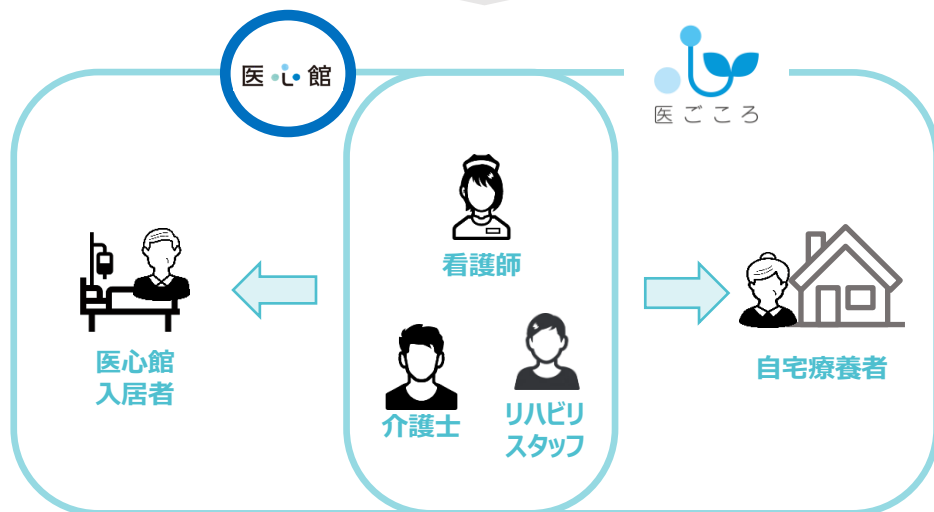 医心館
医ごころ
看護師
医心館
入居者
介護士
リハビリ
スタッフ
自宅療養者